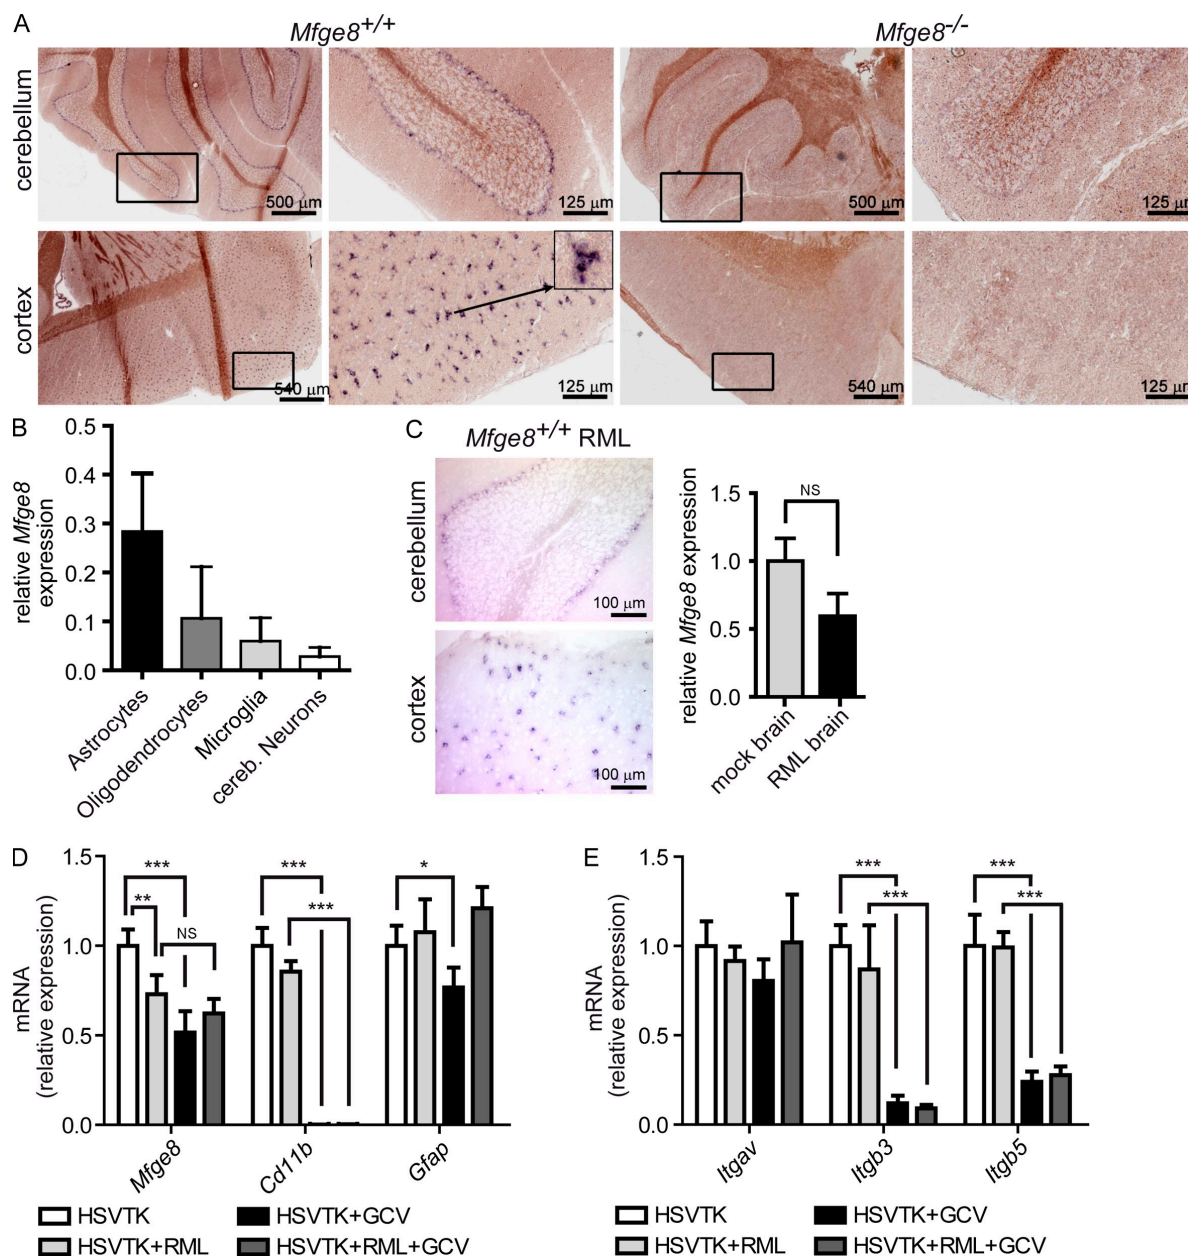 A
Mfge8+/+
Mfge8-/-
cerebellum
500 µm
125 µm
500 µm
125 µm
cortex
540 µm
125 µm
540 µm
125 µm
B
relative Mfge8
expression
0.5
0.4
0.3
0.2
0.1
0.0
Astrocytes
Oligodendrocytes
Microglia
cereb. Neurons
C
Mfge8+/+ RML
cerebellum
100 µm
cortex
100 µm
relative Mfge8 expression
1.5
1.0
0.5
0.0
NS
mock brain
RML brain
D
mRNA
(relative expression)
1.5
1.0
0.5
0.0
***
**
NS
***
***
*
Mfge8
Cd11b
Gfap
HSVTK
HSVTK+GCV
HSVTK+RML
HSVTK+RML+GCV
E
mRNA
(relative expression)
1.5
1.0
0.5
0.0
***
***
***
***
Itgav
Itgb3
Itgb5
HSVTK
HSVTK+GCV
HSVTK+RML
HSVTK+RML+GCV